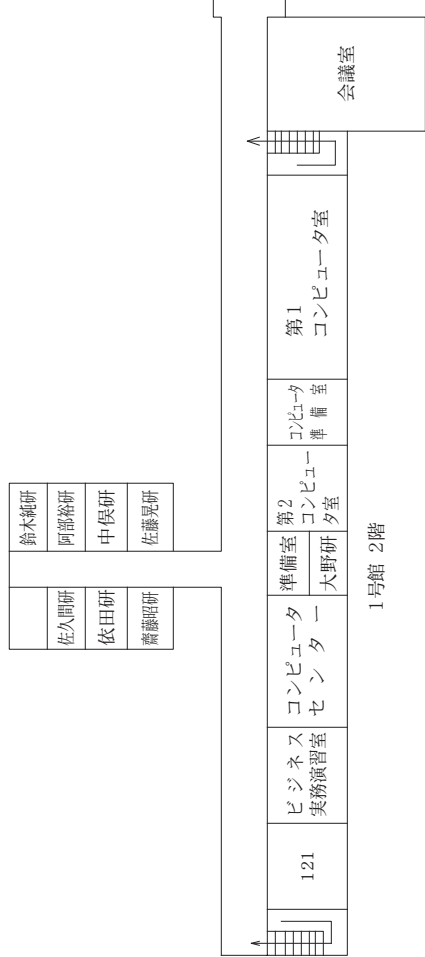 鈴木純研
阿部裕研
中俣研
佐藤晃研
佐久間研
依田研
齋藤昭研
121
ビジネス
実務演習室
コンピュータ
センター
準備室
大野研
第2
コンピュー
タ室
コンピュータ
準備室
第1
コンピュータ室
会議室
1号館 2階